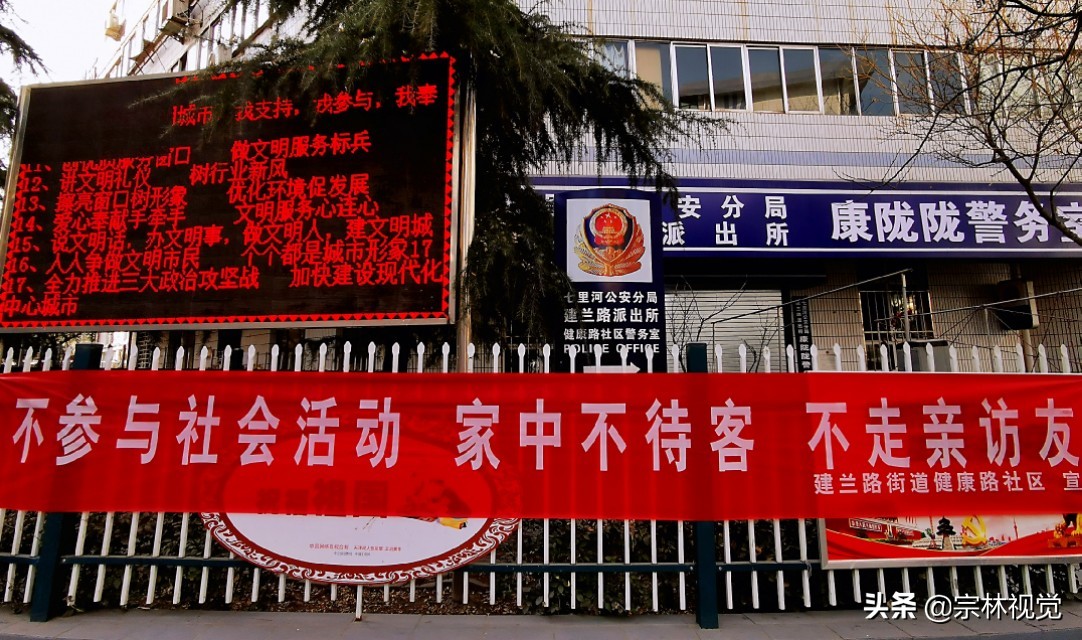 城市 我支持，我参与，我奉
做文明服务标兵
12、讲文明礼仪 树行业新风
13、擦亮窗口树形象 优化环境促发展
14、爱心奉献手牵手 文明服务心连心
15、说文明话，办文明事，做文明人，建文明城
16、人人争做文明市民 个个都是城市形象17
17、全力推进三大政治攻坚战 加快建设现代化
中心城市
安分局
派出所
康陇陇警务室
七里河公安分局
建兰路派出所
健康路社区警务室
POLICE OFFICE
康陇陇警务
不参与社会活动 家中不待客 不走亲访友
建兰路街道健康路社区 宣
头条 @宗林视觉